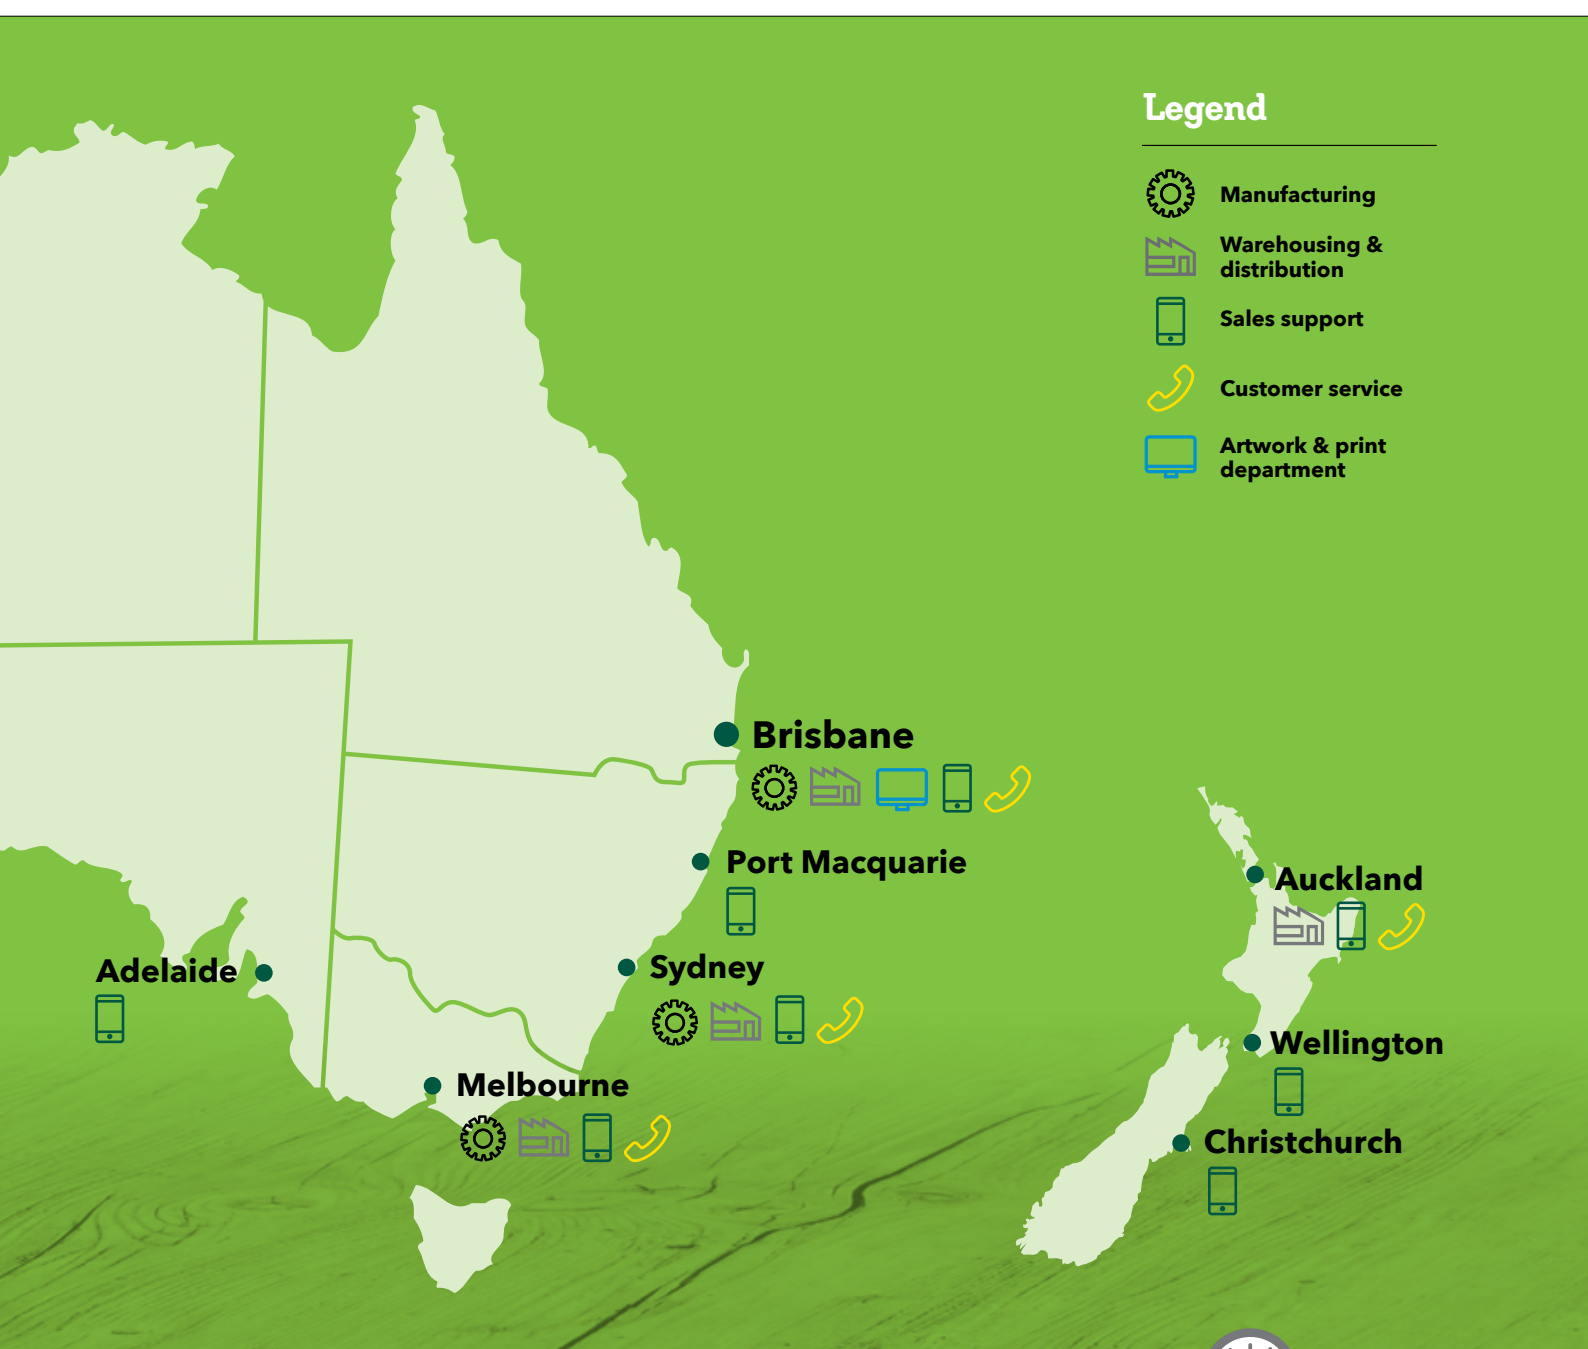 Legend
Manufacturing
Warehousing &
distribution
Sales support
Customer service
Artwork & print
department
Brisbane
Port Macquarie
Auckland
Adelaide
Sydney
Wellington
Melbourne
Christchurch